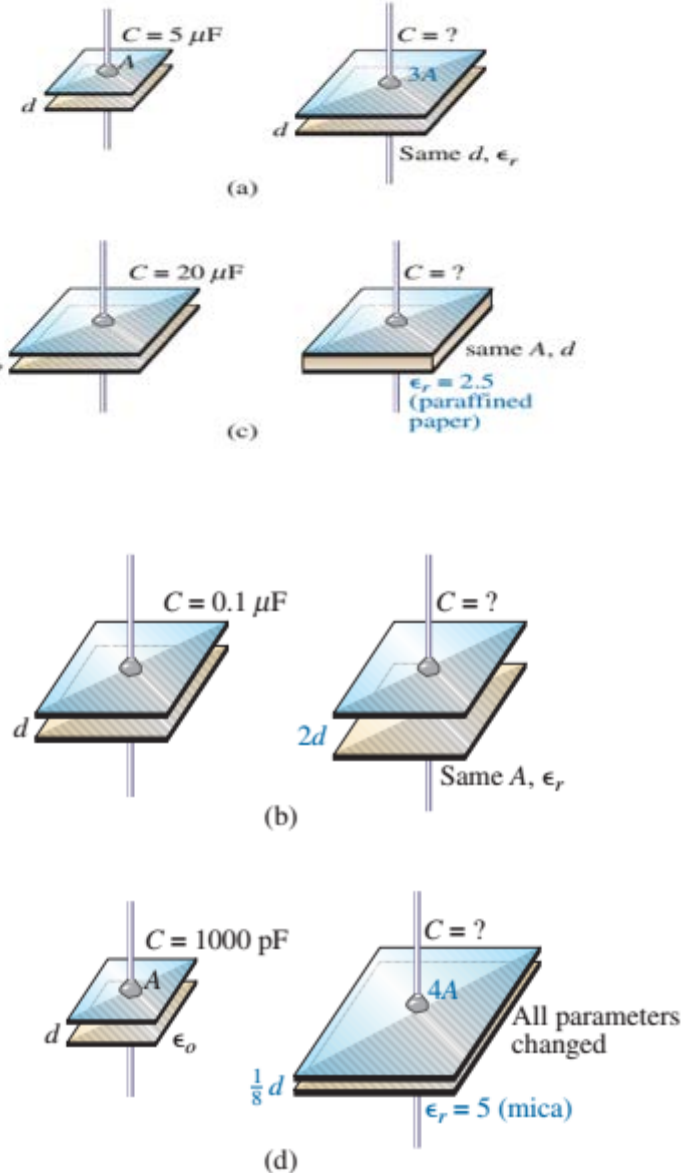 C = 5 μF
C = ?
A
3A
d
d
Same d, ϵr
(a)
C = 20 μF
C = ?
same A, d
ϵr = 2.5
(paraffined
paper)
(c)
C = 0.1 μF
C = ?
d
2d
Same A, ϵr
(b)
C = 1000 pF
C = ?
A
4A
d
ϵo
All parameters
changed
1/8 d
ϵr = 5 (mica)
(d)